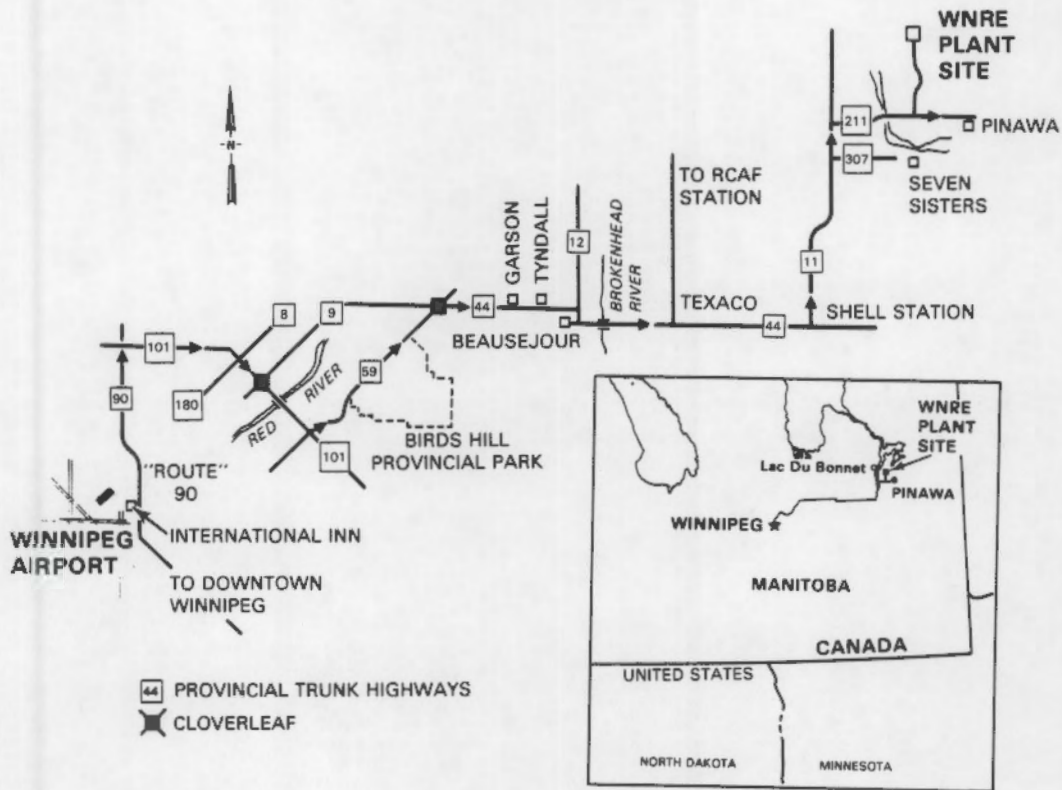 WNRE
PLANT
SITE
N
211
PINAWA
307
SEVEN
SISTERS
TO RCAF
STATION
GARSON
TYNDALL
12
BROKENHEAD
RIVER
11
8
9
44
TEXACO
SHELL STATION
44
BEAUSEJOUR
101
59
RED RIVER
180
90
101
BIRDS HILL
PROVINCIAL PARK
"ROUTE"
90
INTERNATIONAL INN
WINNIPEG
AIRPORT
TO DOWNTOWN
WINNIPEG
44 PROVINCIAL TRUNK HIGHWAYS
CLOVERLEAF
WNRE
PLANT
SITE
Lac Du Bonnet
PINAWA
WINNIPEG
MANITOBA
CANADA
UNITED STATES
NORTH DAKOTA
MINNESOTA